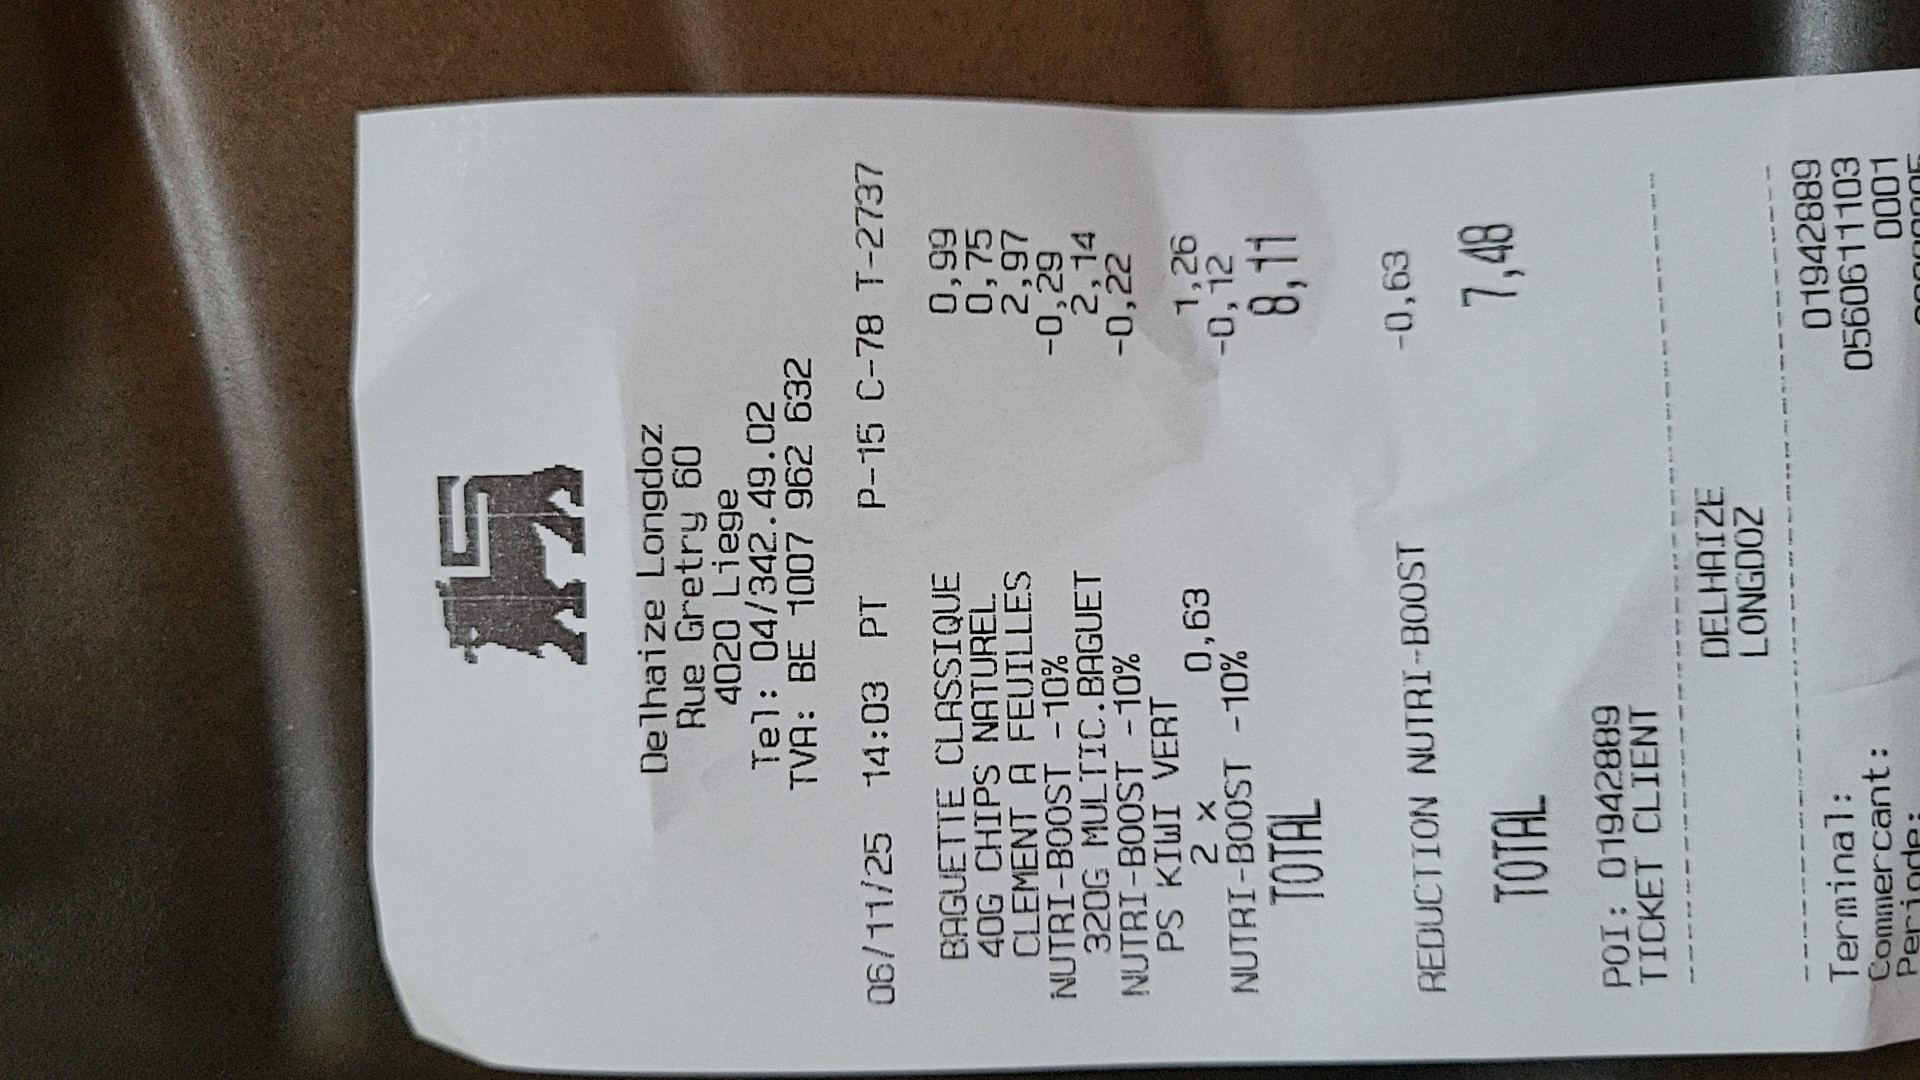 Delhaize Longdoz
Rue Gretry 60
4020 Liege
Tel: 04/342.49.02
TVA: BE 1007 962 632
06/11/25 14:03 PT P-15 C-78 T-2737
BAGUETTE CLASSIQUE 0,99
40G CHIPS NATUREL 0,75
CLEMENT A FEUILLES 2,97
NUTRI-BOOST -10% -0,29
320G MULTIC.BAGUET 2,14
NUTRI-BOOST -10% -0,22
PS KIWI VERT
2 x 0,63 1,26
NUTRI-BOOST -10% -0,12
TOTAL 8,11
REDUCTION NUTRI-BOOST -0,63
TOTAL 7,48
POI: 01942889
TICKET CLIENT
DELHAIZE
LONGDOZ
Terminal: 01942889
Commercant: 0560611103
Periode: 0001